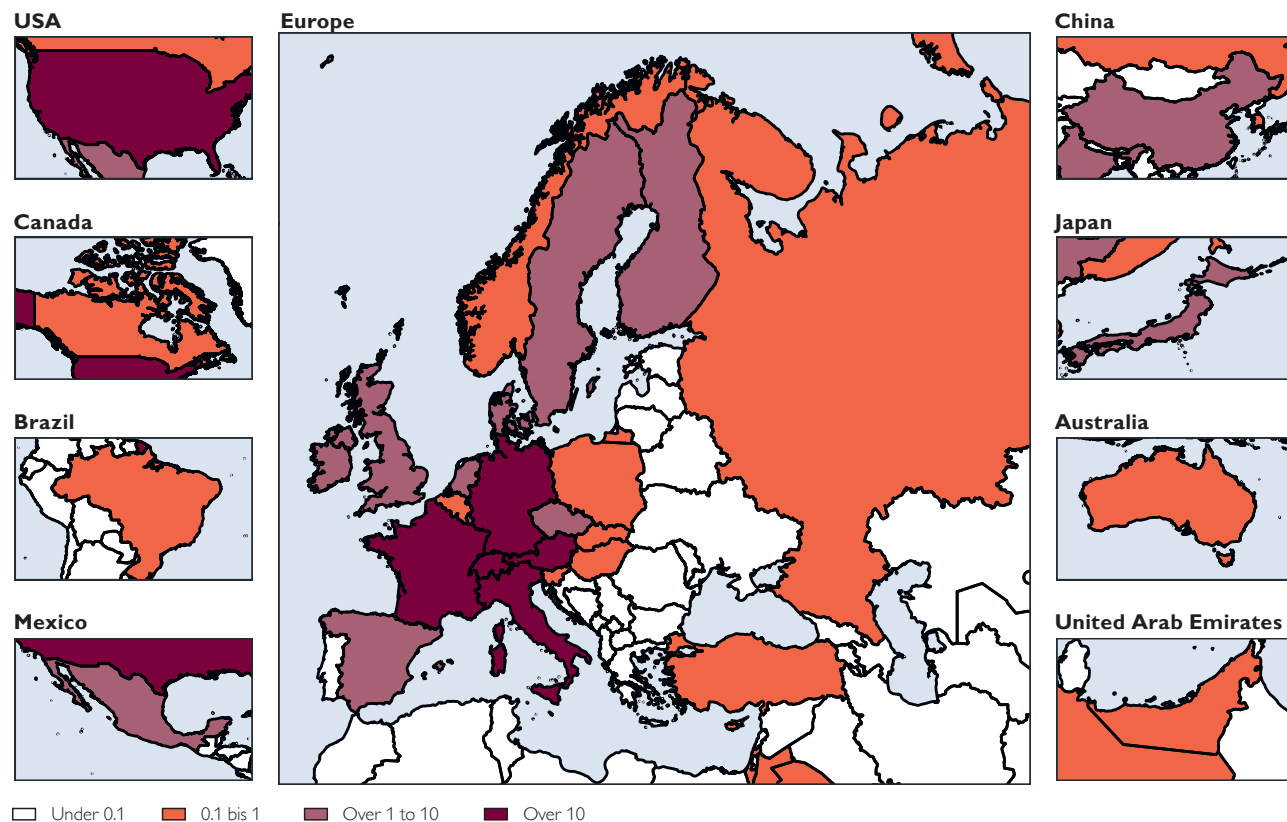 USA
Europe
China
Canada
Japan
Brazil
Australia
Mexico
United Arab Emirates
Under 0.1
0.1 bis 1
Over 1 to 10
Over 10